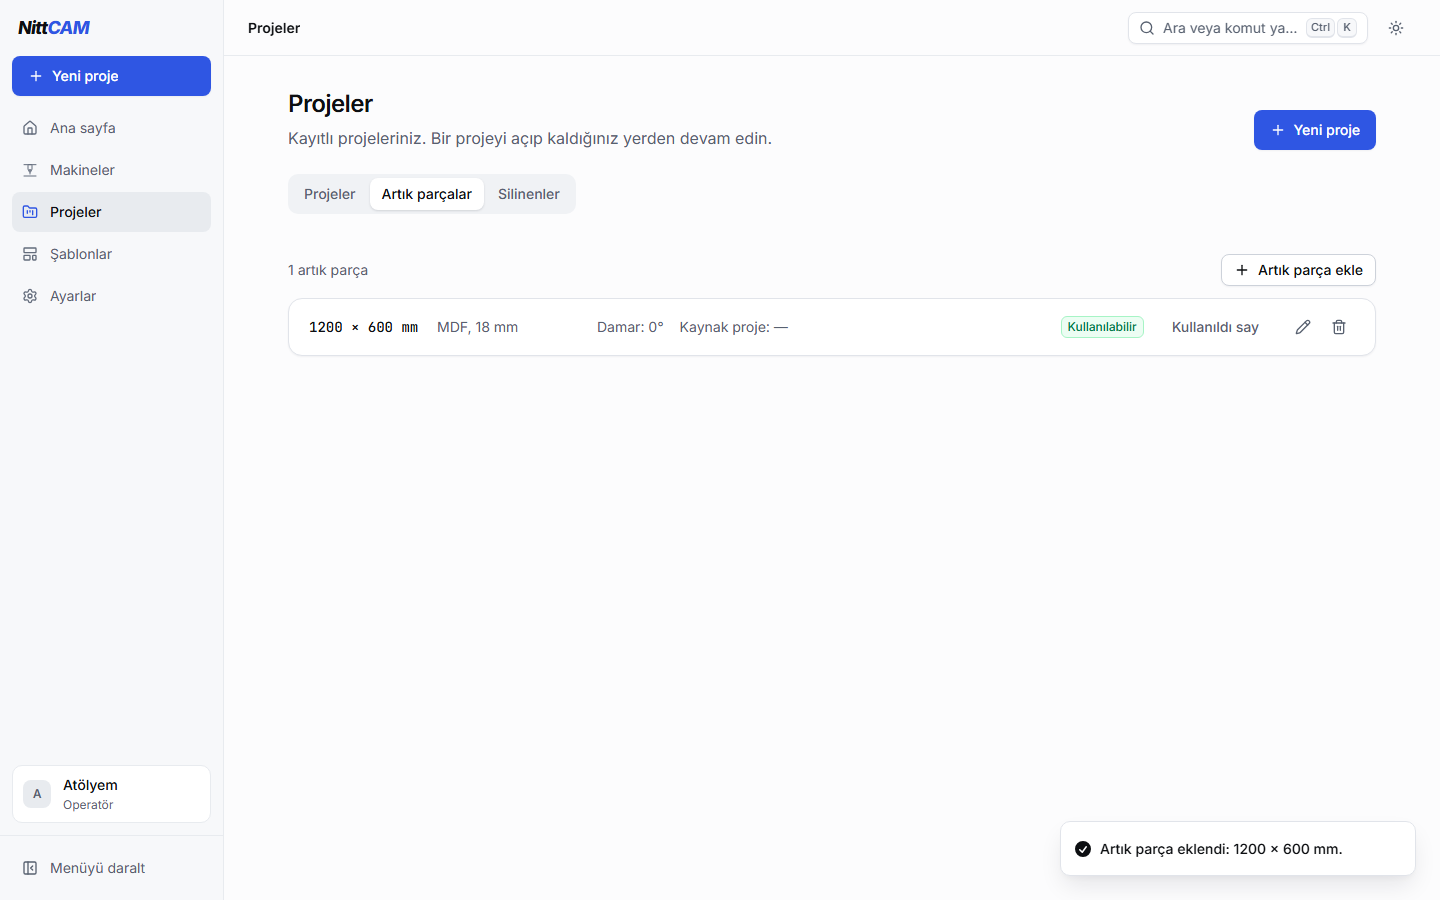 NittCAM
Projeler
Ara veya komut ya... Ctrl K
Yeni proje
Ana sayfa
Makineler
Projeler
Şablonlar
Ayarlar
Projeler
Kayıtlı projeleriniz. Bir projeyi açıp kaldığınız yerden devam edin.
Yeni proje
Projeler Artık parçalar Silinenler
1 artık parça
Artık parça ekle
1200 × 600 mm MDF, 18 mm Damar: 0° Kaynak proje: — Kullanılabilir Kullanıldı say
A
Atölyem
Operatör
Menüyü daralt
Artık parça eklendi: 1200 × 600 mm.